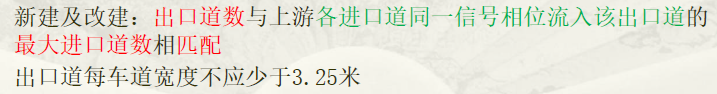 新建及改建：出口道数与上游各进口道同一信号相位流入该出口道的
最大进口道数相匹配
出口道每车道宽度不应少于3.25米